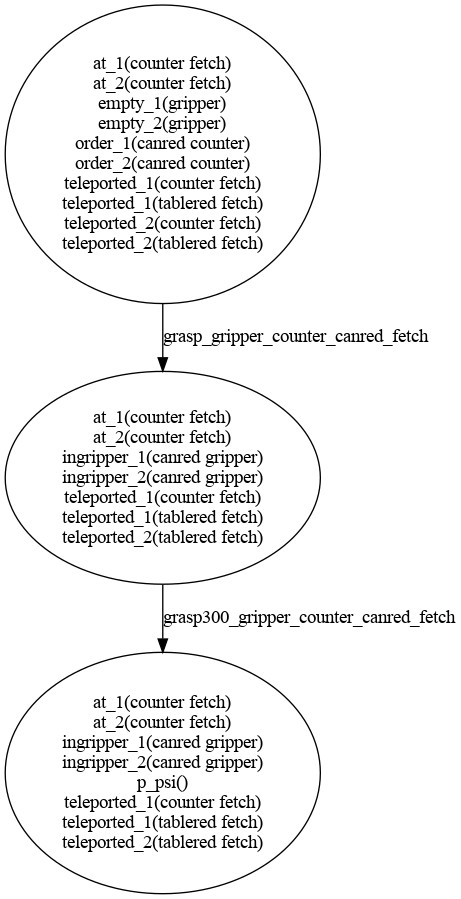 at_1(counter fetch)
at_2(counter fetch)
empty_1(gripper)
empty_2(gripper)
order_1(canred counter)
order_2(canred counter)
teleported_1(counter fetch)
teleported_1(tablered fetch)
teleported_2(counter fetch)
teleported_2(tablered fetch)
grasp_gripper_counter_canred_fetch
at_1(counter fetch)
at_2(counter fetch)
ingripper_1(canred gripper)
ingripper_2(canred gripper)
teleported_1(counter fetch)
teleported_1(tablered fetch)
teleported_2(tablered fetch)
grasp300_gripper_counter_canred_fetch
at_1(counter fetch)
at_2(counter fetch)
ingripper_1(canred gripper)
ingripper_2(canred gripper)
p_psi()
teleported_1(counter fetch)
teleported_1(tablered fetch)
teleported_2(tablered fetch)